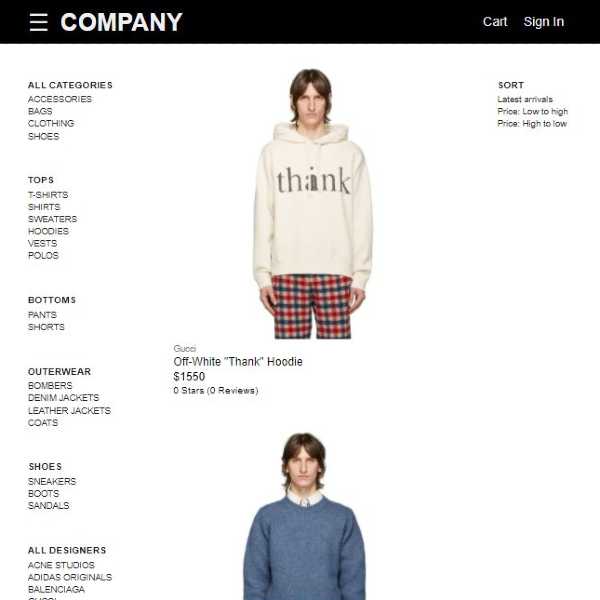 ☰ COMPANY
Cart Sign In
ALL CATEGORIES
ACCESSORIES
BAGS
CLOTHING
SHOES
TOPS
T-SHIRTS
SHIRTS
SWEATERS
HOODIES
VESTS
POLOS
BOTTOMS
PANTS
SHORTS
OUTERWEAR
BOMBERS
DENIM JACKETS
LEATHER JACKETS
COATS
SHOES
SNEAKERS
BOOTS
SANDALS
ALL DESIGNERS
ACNE STUDIOS
ADIDAS ORIGINALS
BALENCIAGA
GUCCI
thank
Gucci
Off-White "Thank" Hoodie
$1550
0 Stars (0 Reviews)
SORT
Latest arrivals
Price: Low to high
Price: High to low